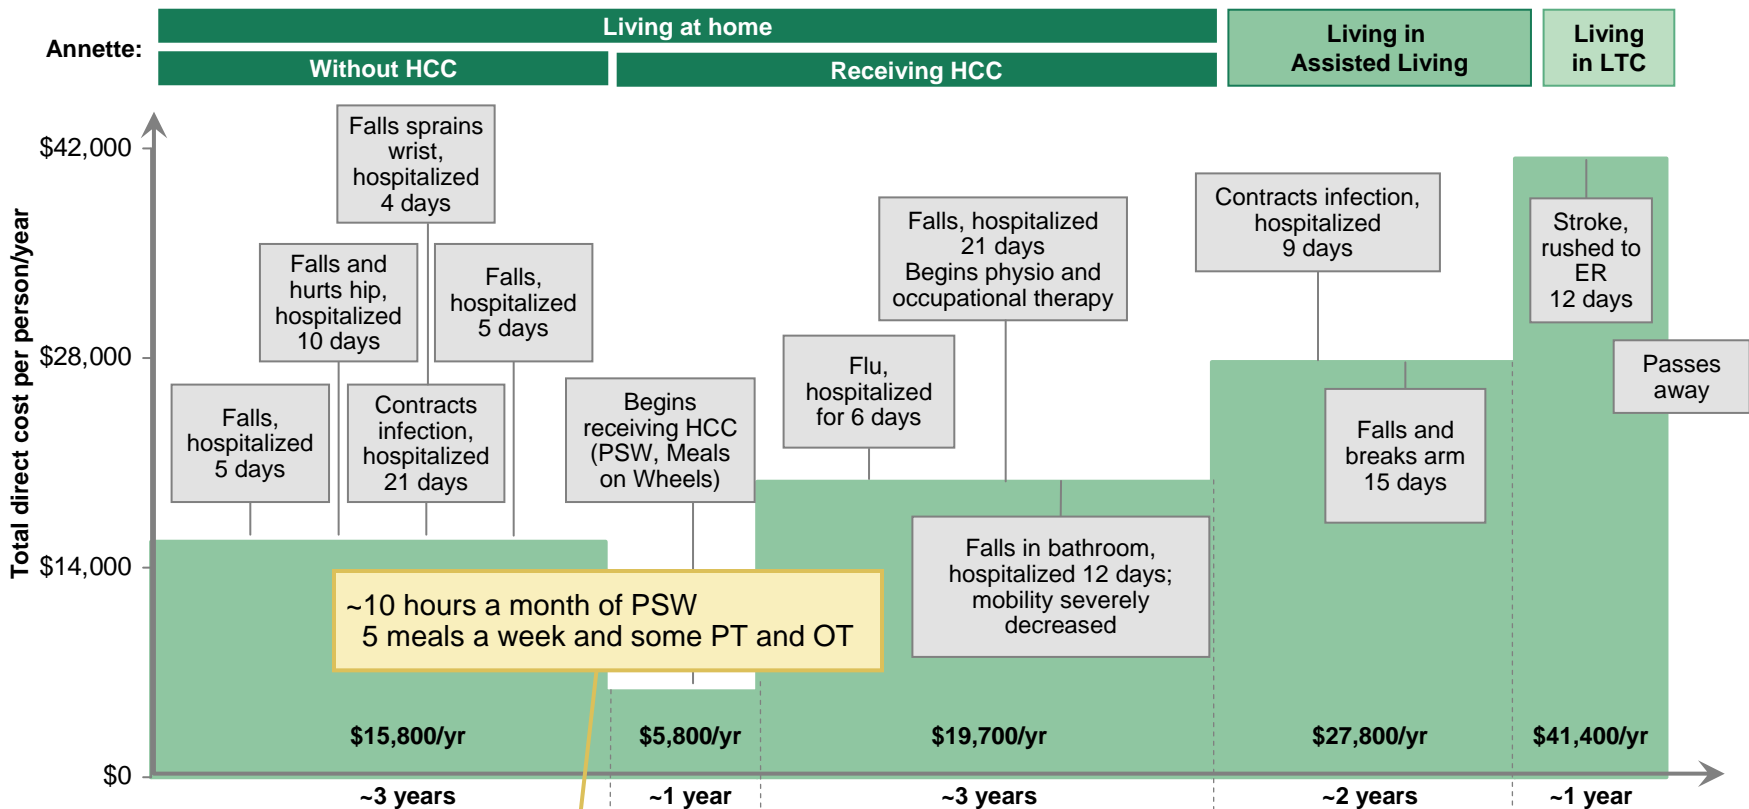 Annette:
Living at home
Without HCC
Receiving HCC
Living in
Assisted Living
Living
in LTC
Total direct cost per person/year
$42,000
$28,000
$14,000
$0
Falls,
hospitalized
5 days
Falls and
hurts hip,
hospitalized
10 days
Falls sprains
wrist,
hospitalized
4 days
Contracts
infection,
hospitalized
21 days
Falls,
hospitalized
5 days
Begins
receiving HCC
(PSW, Meals
on Wheels)
Flu,
hospitalized
for 6 days
Falls, hospitalized
21 days
Begins physio and
occupational therapy
Falls in bathroom,
hospitalized 12 days;
mobility severely
decreased
Contracts infection,
hospitalized
9 days
Falls and
breaks arm
15 days
Stroke,
rushed to
ER
12 days
Passes
away
~10 hours a month of PSW
5 meals a week and some PT and OT
$15,800/yr
$5,800/yr
$19,700/yr
$27,800/yr
$41,400/yr
~3 years
~1 year
~3 years
~2 years
~1 year